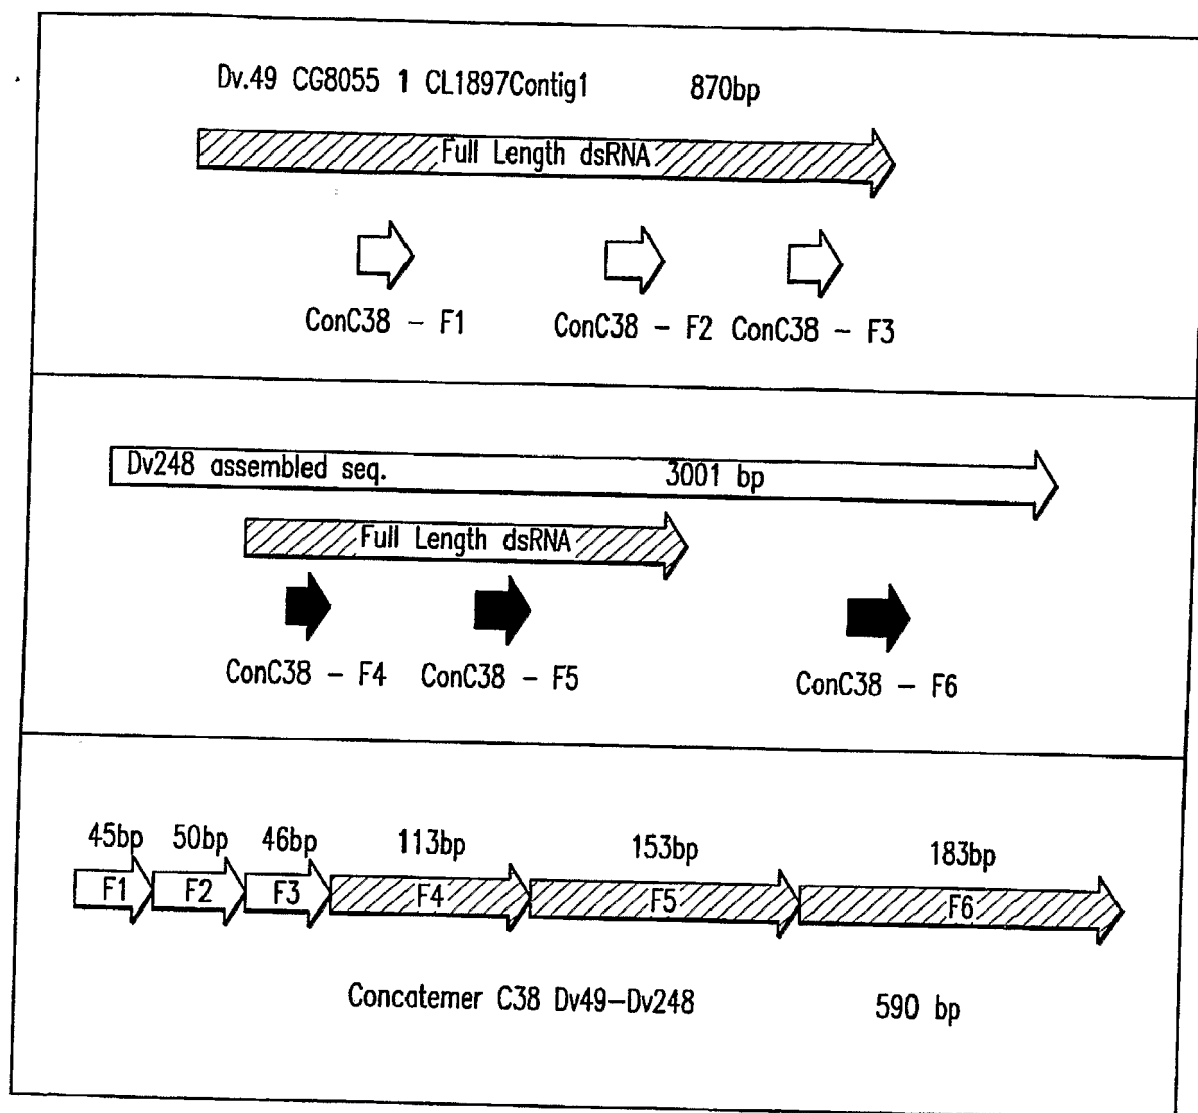 Dv.49 CG8055 1 CL1897Contig1 870bp
Full Length dsRNA
ConC38 - F1 ConC38 - F2 ConC38 - F3
Dv248 assembled seq. 3001 bp
Full Length dsRNA
ConC38 - F4 ConC38 - F5 ConC38 - F6
45bp 50bp 46bp 113bp 153bp 183bp
F1 F2 F3 F4 F5 F6
Concatemer C38 Dv49-Dv248 590 bp